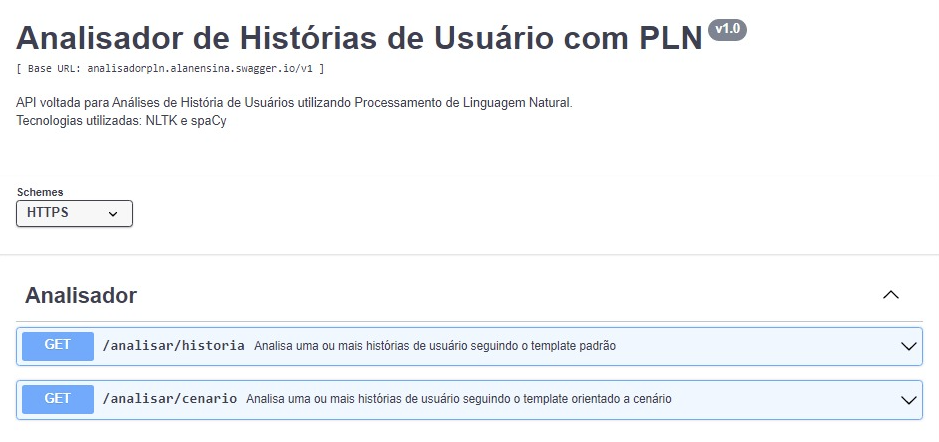 Analisador de Histórias de Usuário com PLN v1.0
[ Base URL: analisadorpln.alanensina.swagger.io/v1 ]
API voltada para Análises de História de Usuários utilizando Processamento de Linguagem Natural.
Tecnologias utilizadas: NLTK e spaCy
Schemes
HTTPS
Analisador
GET /analisar/historia Analisa uma ou mais histórias de usuário seguindo o template padrão
GET /analisar/cenario Analisa uma ou mais histórias de usuário seguindo o template orientado a cenário